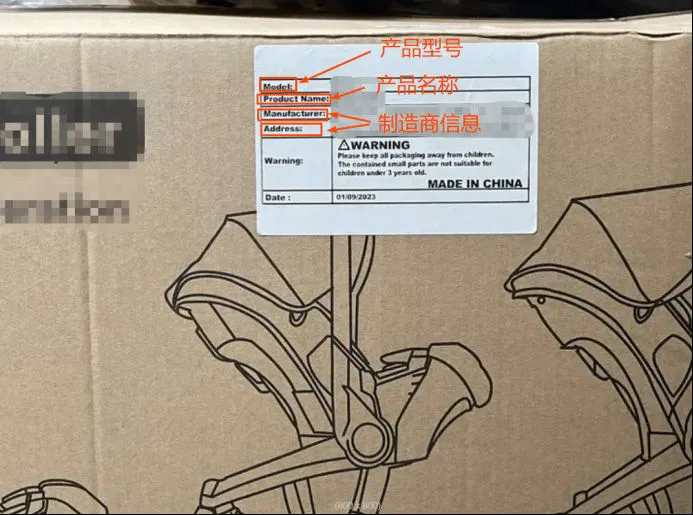 产品型号
Model:
产品名称
Product Name:
Manufacturer:
制造商信息
Address:
⚠WARNING
Warning:
Please keep all packaging away from children.
The contained small parts are not suitable for
children under 3 years old.
MADE IN CHINA
Date : 01/09/2023
(800x800)